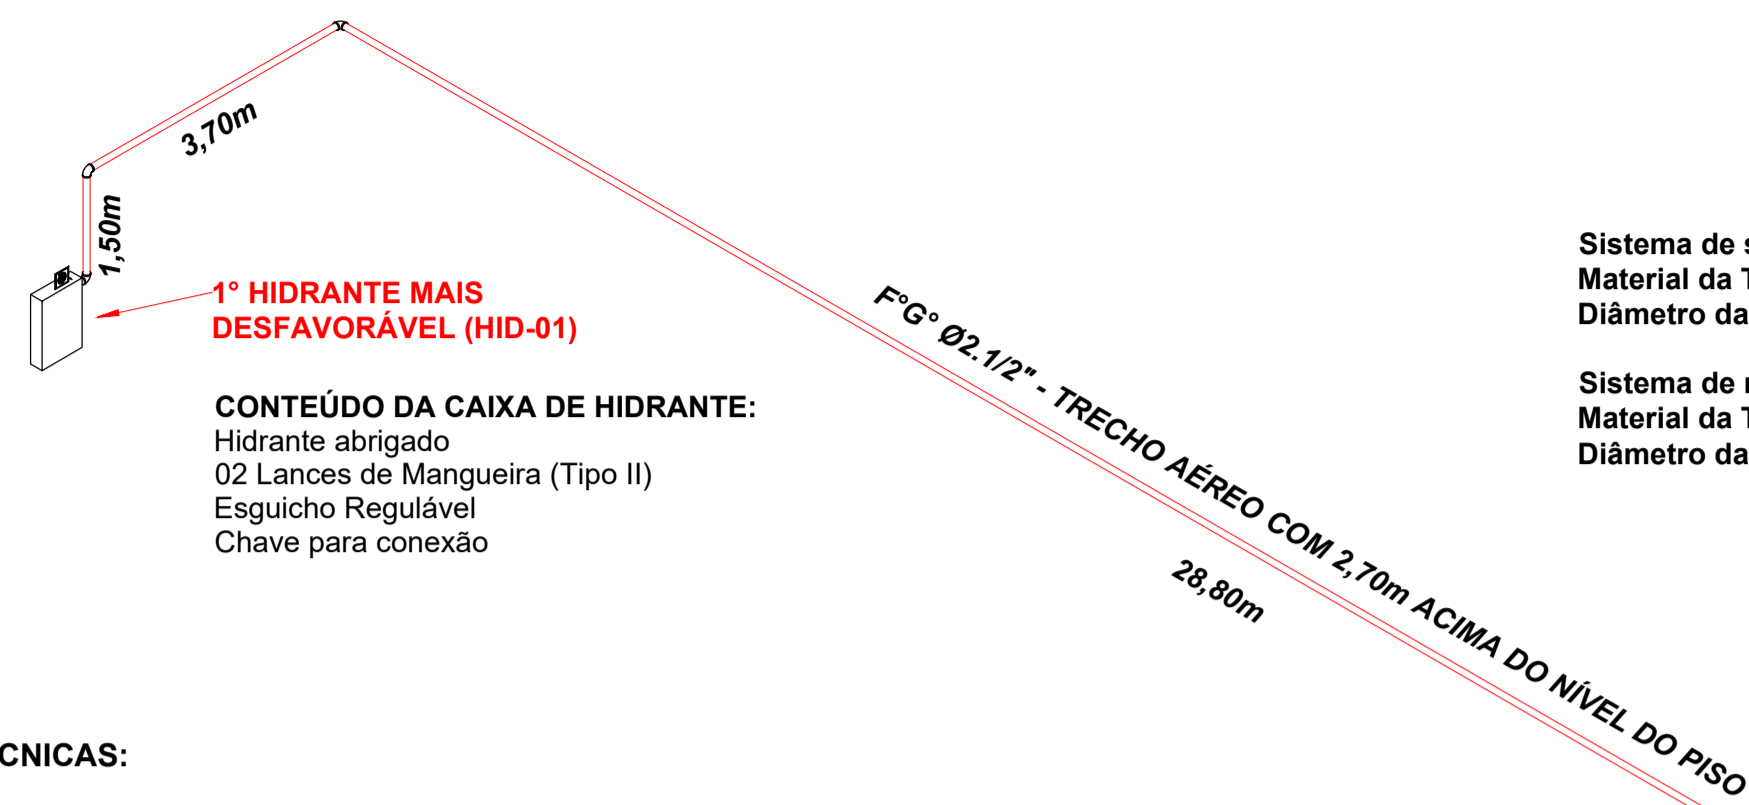 3,70m
1,50m
1° HIDRANTE MAIS
DESFAVORÁVEL (HID-01)
CONTEÚDO DA CAIXA DE HIDRANTE:
Hidrante abrigado
02 Lances de Mangueira (Tipo II)
Esguicho Regulável
Chave para conexão
F°G° Ø2.1/2" - TRECHO AÉREO COM 2,70m ACIMA DO NÍVEL DO PISO
28,80m
Sistema de s
Material da T
Diâmetro da
Sistema de r
Material da T
Diâmetro da
CNICAS: